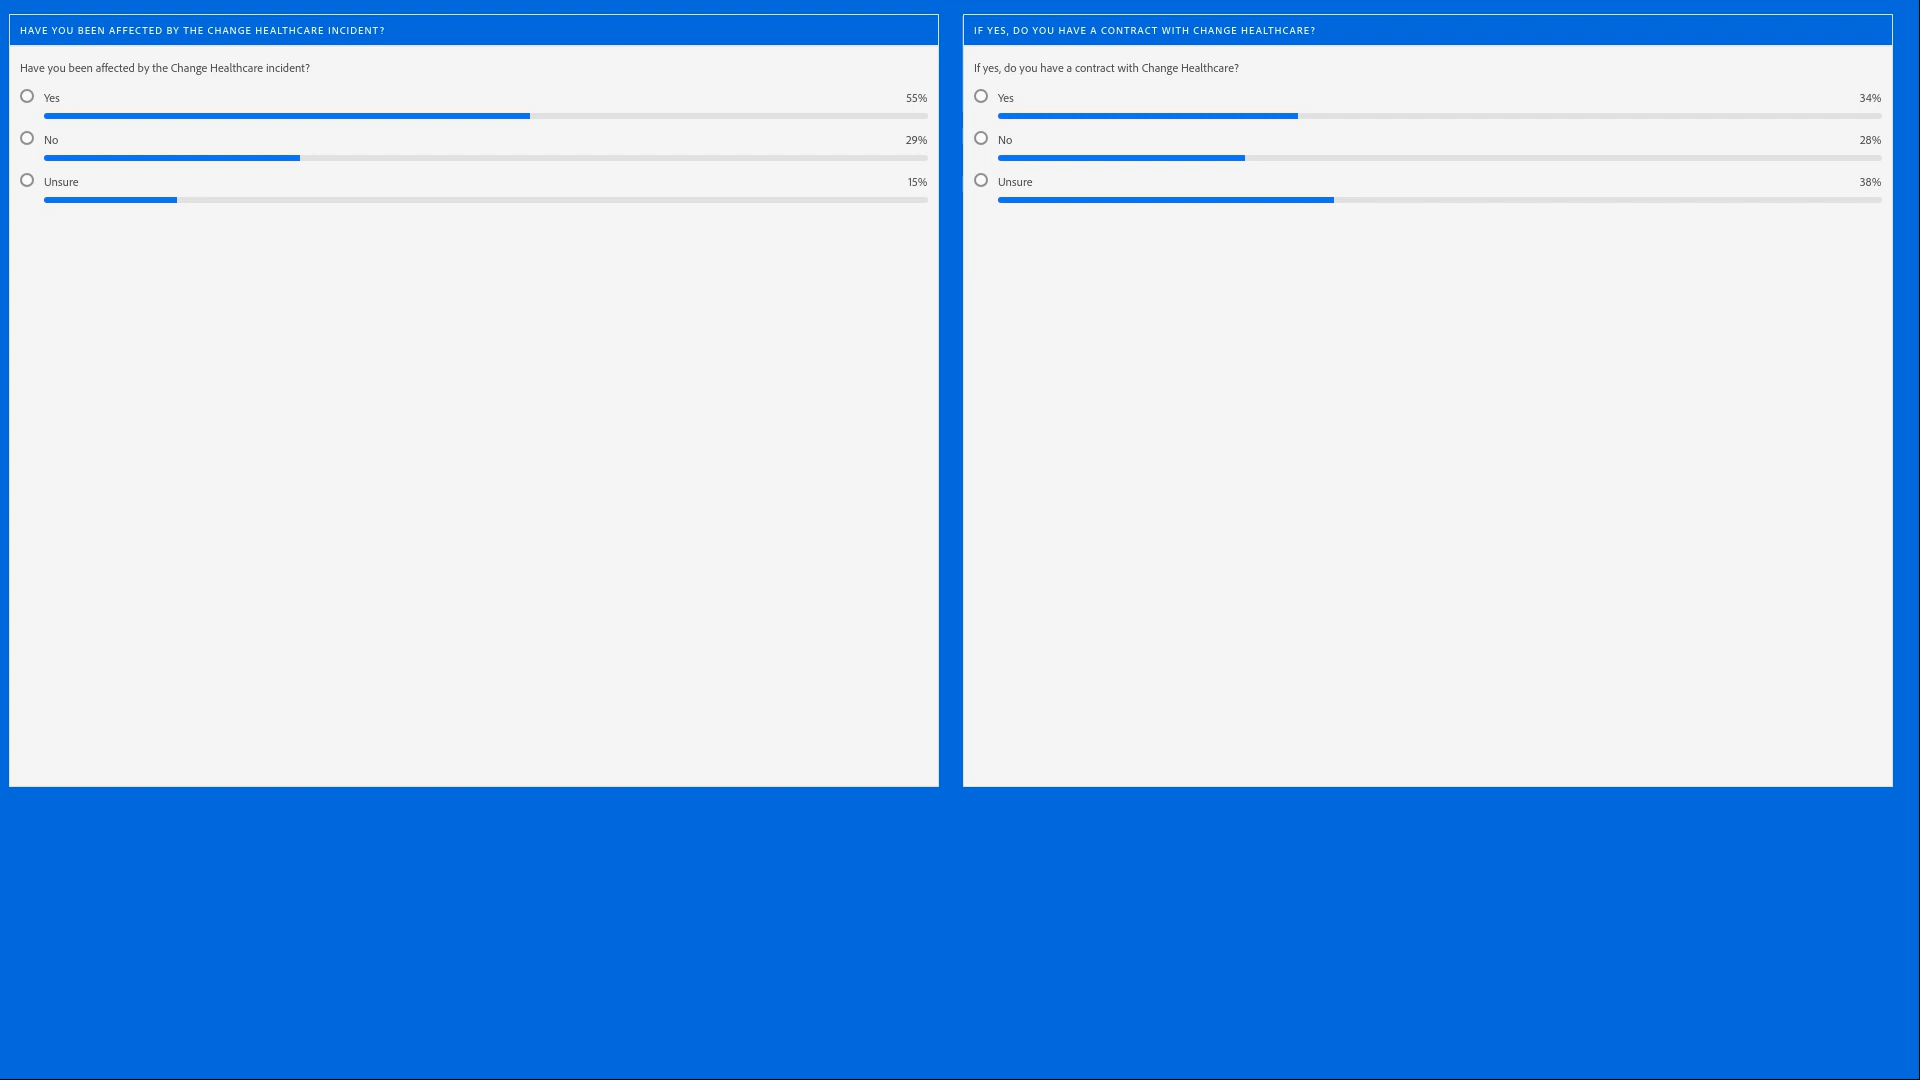 HAVE YOU BEEN AFFECTED BY THE CHANGE HEALTHCARE INCIDENT?
Have you been affected by the Change Healthcare incident?
Yes 55%
No 29%
Unsure 15%
IF YES, DO YOU HAVE A CONTRACT WITH CHANGE HEALTHCARE?
If yes, do you have a contract with Change Healthcare?
Yes 34%
No 28%
Unsure 38%